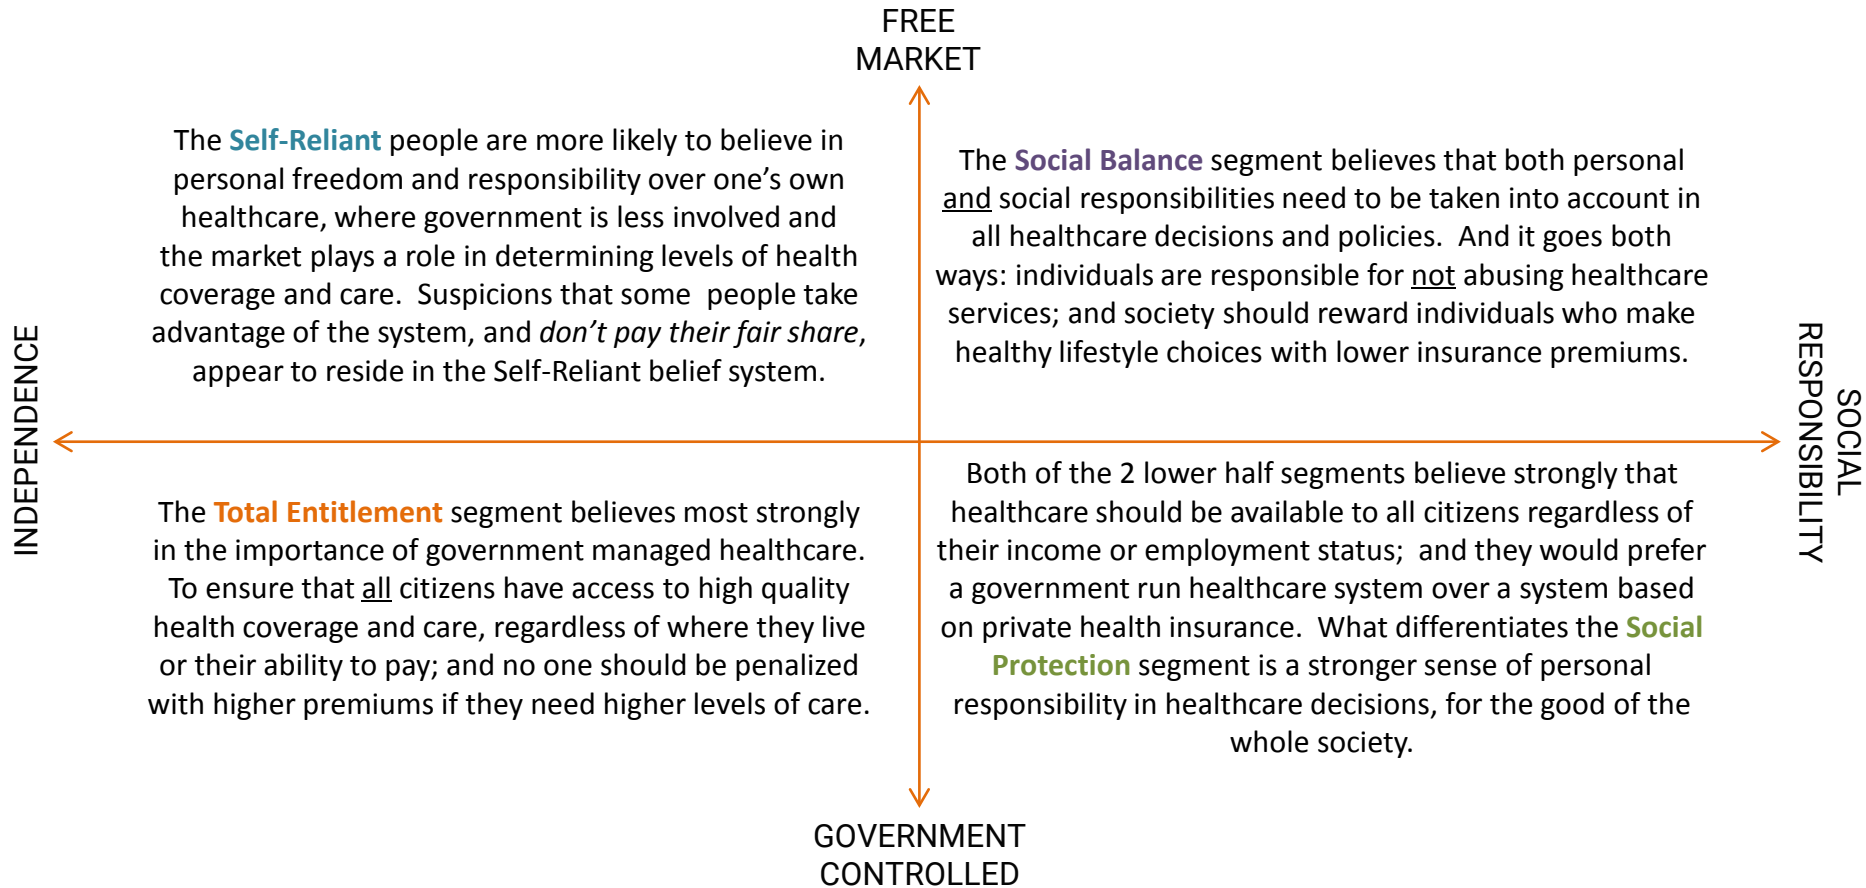 FREE
MARKET
The Self-Reliant people are more likely to believe in
personal freedom and responsibility over one’s own
healthcare, where government is less involved and
the market plays a role in determining levels of health
coverage and care.  Suspicions that some  people take
advantage of the system, and don’t pay their fair share,
appear to reside in the Self-Reliant belief system.
The Social Balance segment believes that both personal
and social responsibilities need to be taken into account in
all healthcare decisions and policies.  And it goes both
ways: individuals are responsible for not abusing healthcare
services; and society should reward individuals who make
healthy lifestyle choices with lower insurance premiums.
INDEPENDENCE
SOCIAL
RESPONSIBILITY
The Total Entitlement segment believes most strongly
in the importance of government managed healthcare.
To ensure that all citizens have access to high quality
health coverage and care, regardless of where they live
or their ability to pay; and no one should be penalized
with higher premiums if they need higher levels of care.
Both of the 2 lower half segments believe strongly that
healthcare should be available to all citizens regardless of
their income or employment status;  and they would prefer
a government run healthcare system over a system based
on private health insurance.  What differentiates the Social
Protection segment is a stronger sense of personal
responsibility in healthcare decisions, for the good of the
whole society.
GOVERNMENT
CONTROLLED